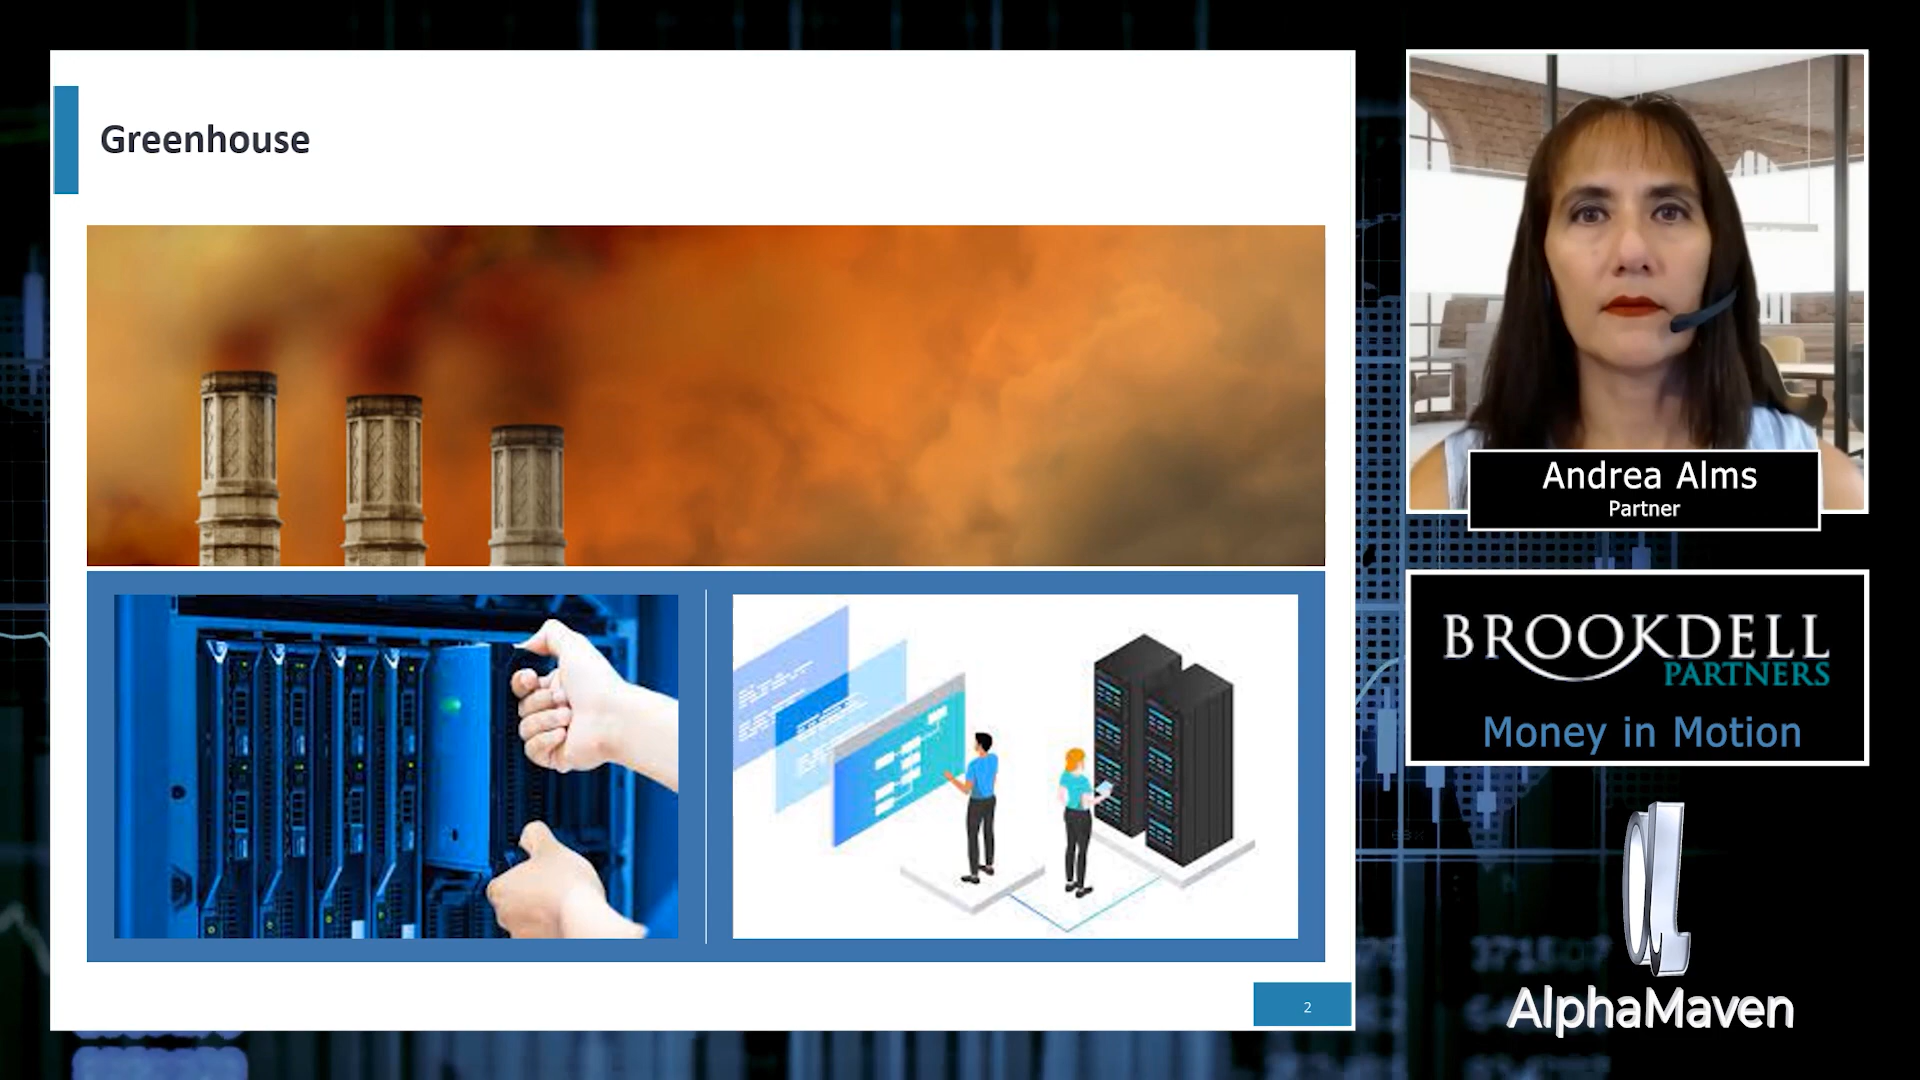 Greenhouse
2
Andrea Alms
Partner
BROOKDELL
PARTNERS
Money in Motion
AlphaMaven